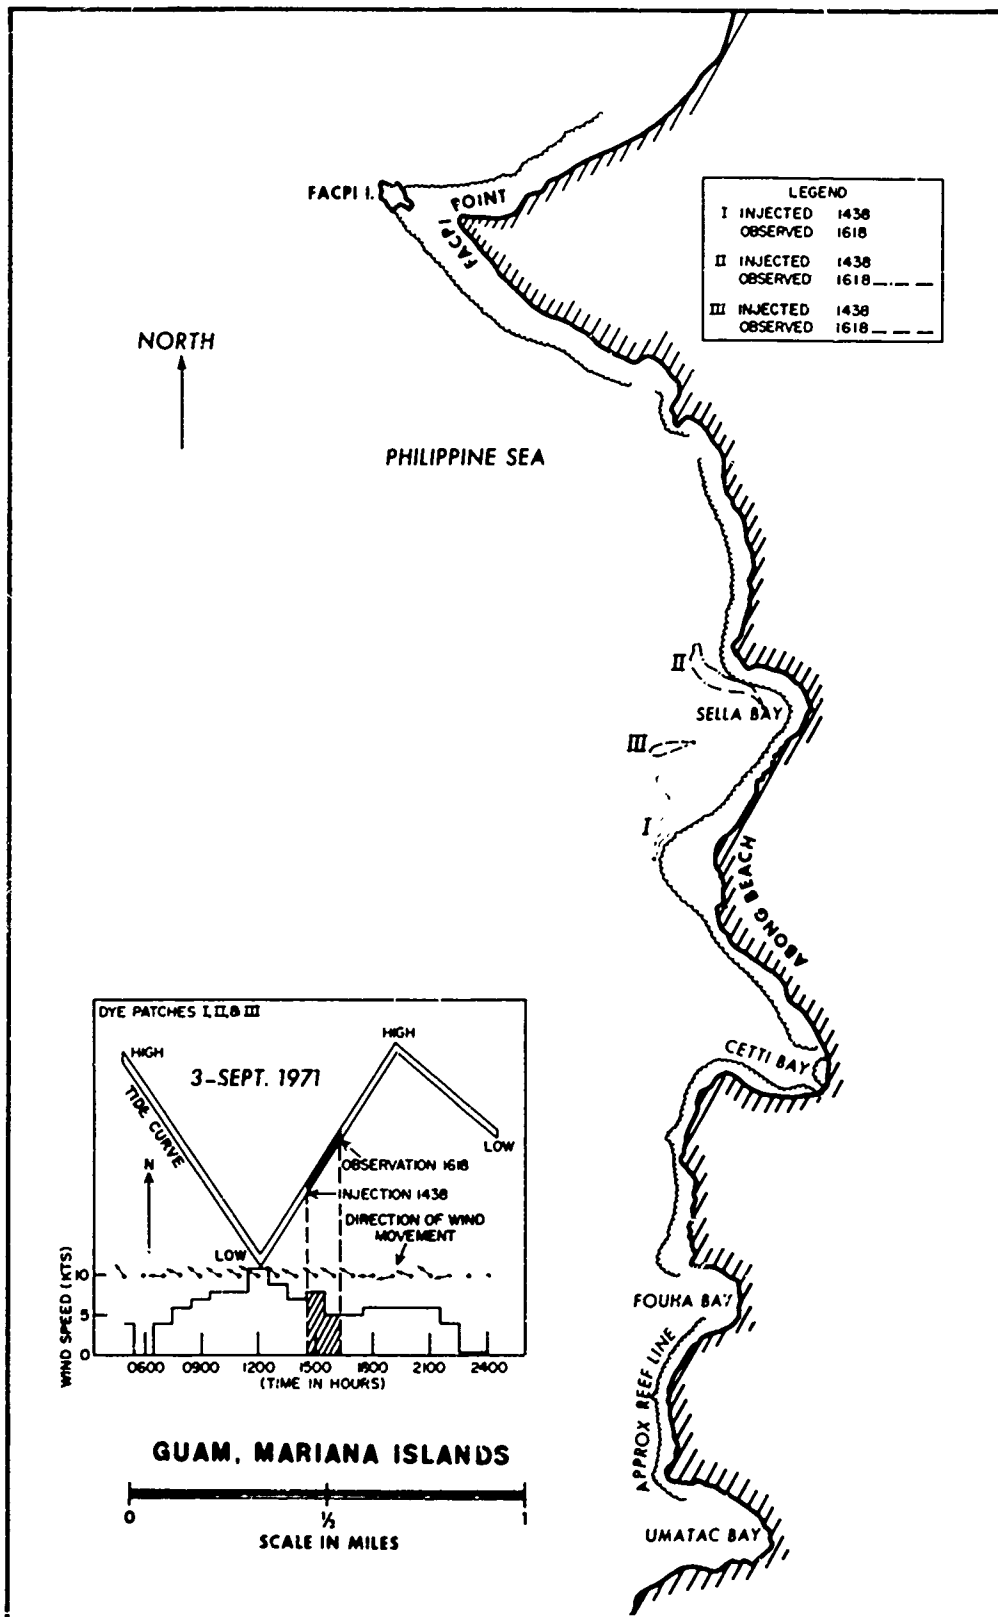 FACPI I.
FACPI POINT
LEGEND
I INJECTED 1438
OBSERVED 1618
II INJECTED 1438
OBSERVED 1618
III INJECTED 1438
OBSERVED 1618
NORTH
PHILIPPINE SEA
II
SELLA BAY
III
I
ABONG BEACH
CETTI BAY
FOUHA BAY
APPROX REEF LINE
UMATAC BAY
DYE PATCHES I, II, & III
HIGH
HIGH
3-SEPT. 1971
TIDE CURVE
LOW
OBSERVATION 1618
N
INJECTION 1438
DIRECTION OF WIND
MOVEMENT
LOW
WIND SPEED (KTS)
10
5
0
0600 0900 1200 1500 1800 2100 2400
(TIME IN HOURS)
GUAM, MARIANA ISLANDS
0 ½ 1
SCALE IN MILES